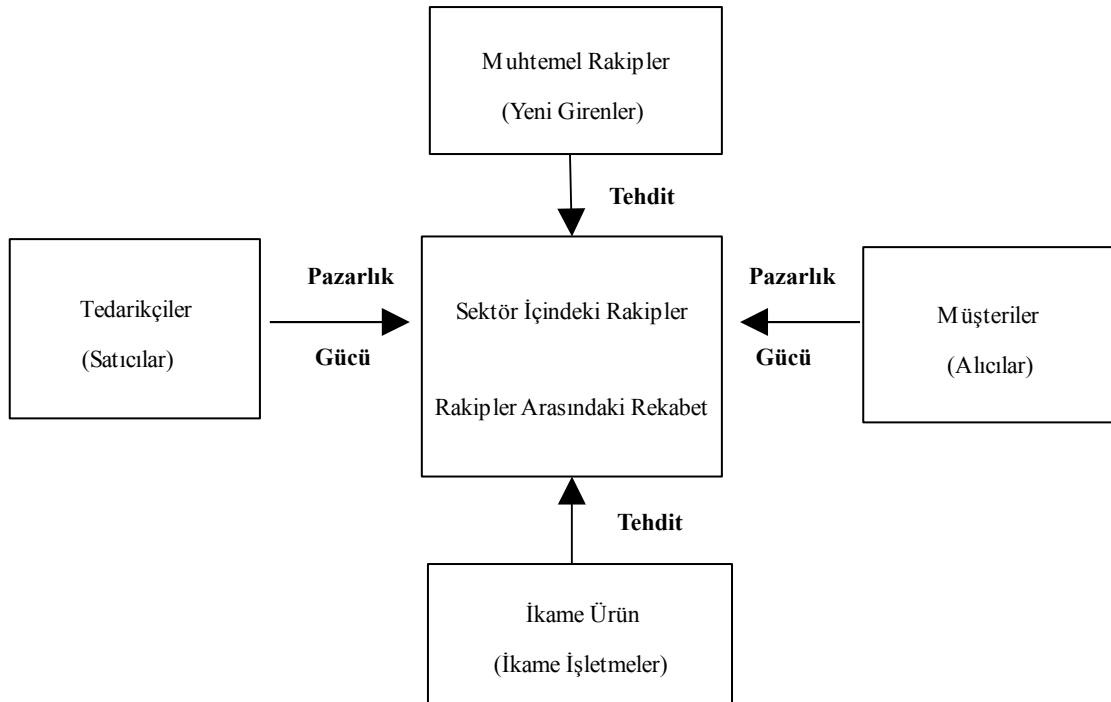 Muhtemel Rakipler
(Yeni Girenler)
Tehdit
Tedarikçiler
(Satıcılar)
Pazarlık
Gücü
Sektör İçindeki Rakipler
Rakipler Arasındaki Rekabet
Pazarlık
Gücü
Müşteriler
(Alıcılar)
Tehdit
İkame Ürün
(İkame İşletmeler)